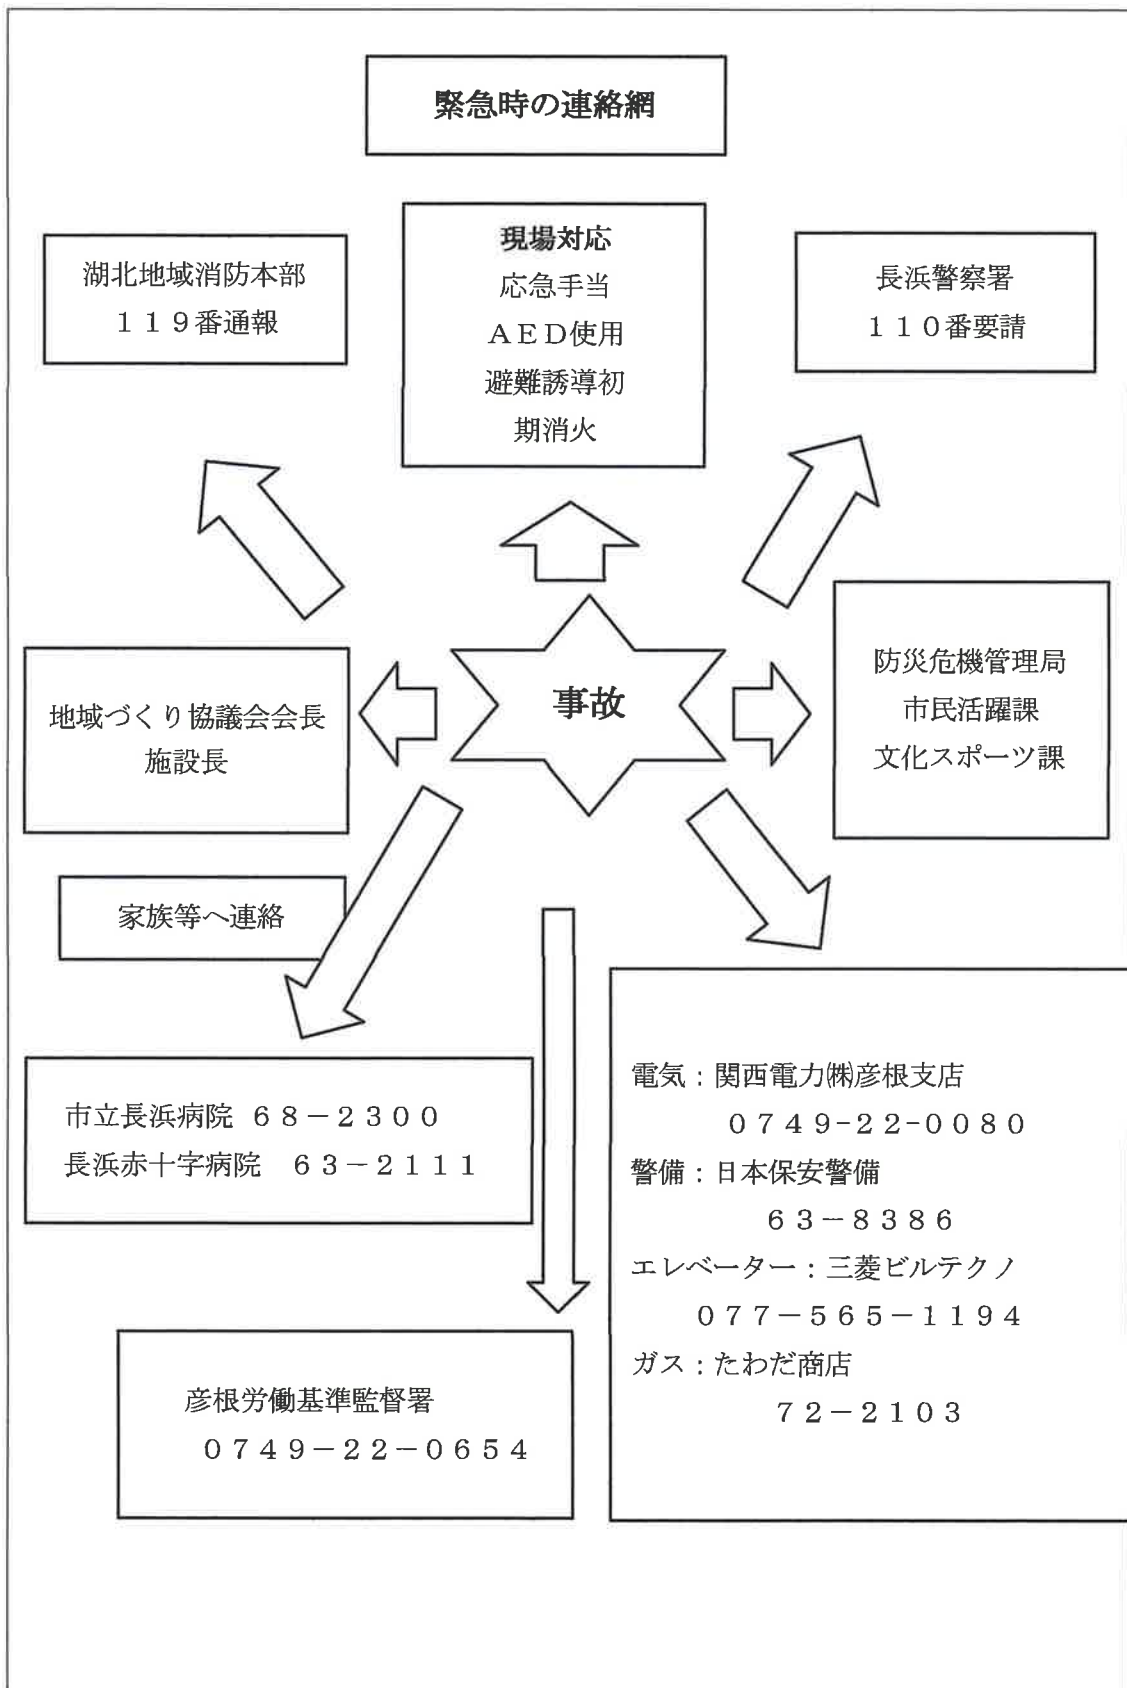 緊急時の連絡網
湖北地域消防本部
１１９番通報
現場対応
応急手当
ＡＥＤ使用
避難誘導初
期消火
長浜警察署
１１０番要請
地域づくり協議会会長
施設長
事故
防災危機管理局
市民活躍課
文化スポーツ課
家族等へ連絡
市立長浜病院 ６８－２３００
長浜赤十字病院　６３－２１１１
電気：関西電力㈱彦根支店
０７４９-２２-００８０
警備：日本保安警備
６３－８３８６
エレベーター：三菱ビルテクノ
０７７－５６５－１１９４
ガス：たわだ商店
７２－２１０３
彦根労働基準監督署
０７４９－２２－０６５４